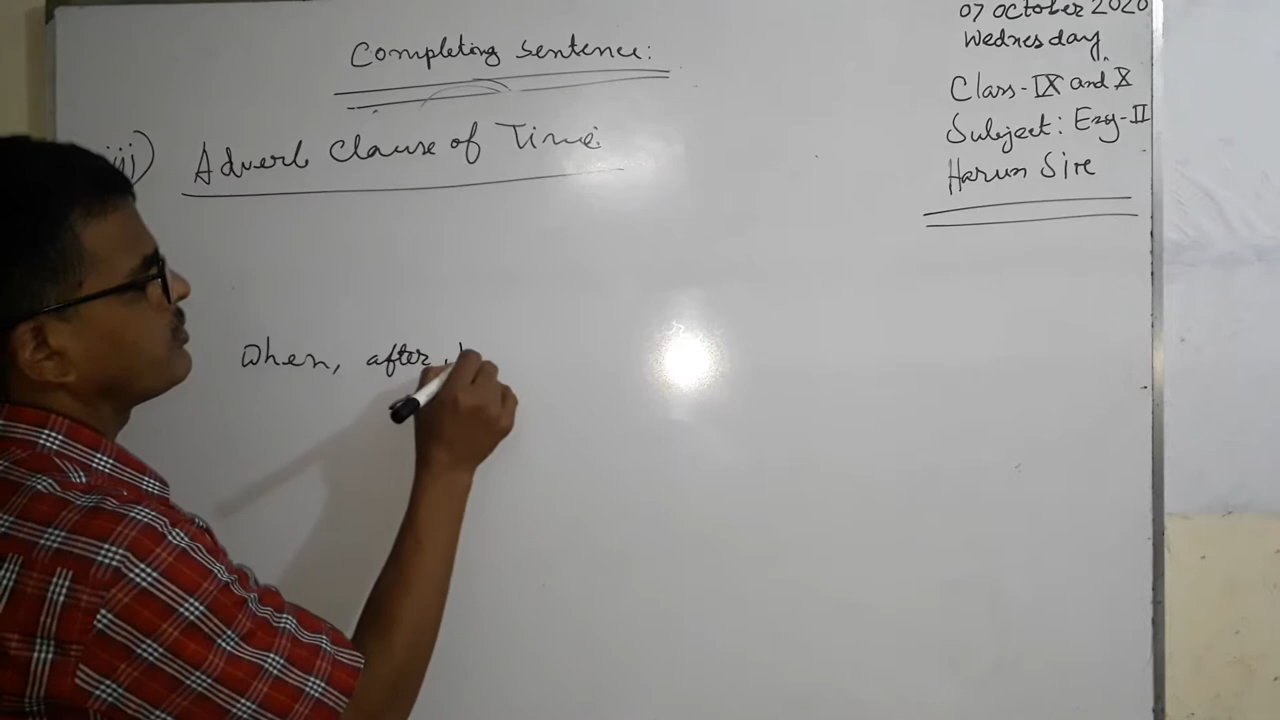 Completing Sentence:
iii) Adverb Clause of Time
When, after,
07 October 2020
Wednesday
Class-IX and X
Subject: Eng-II
Harun Sir